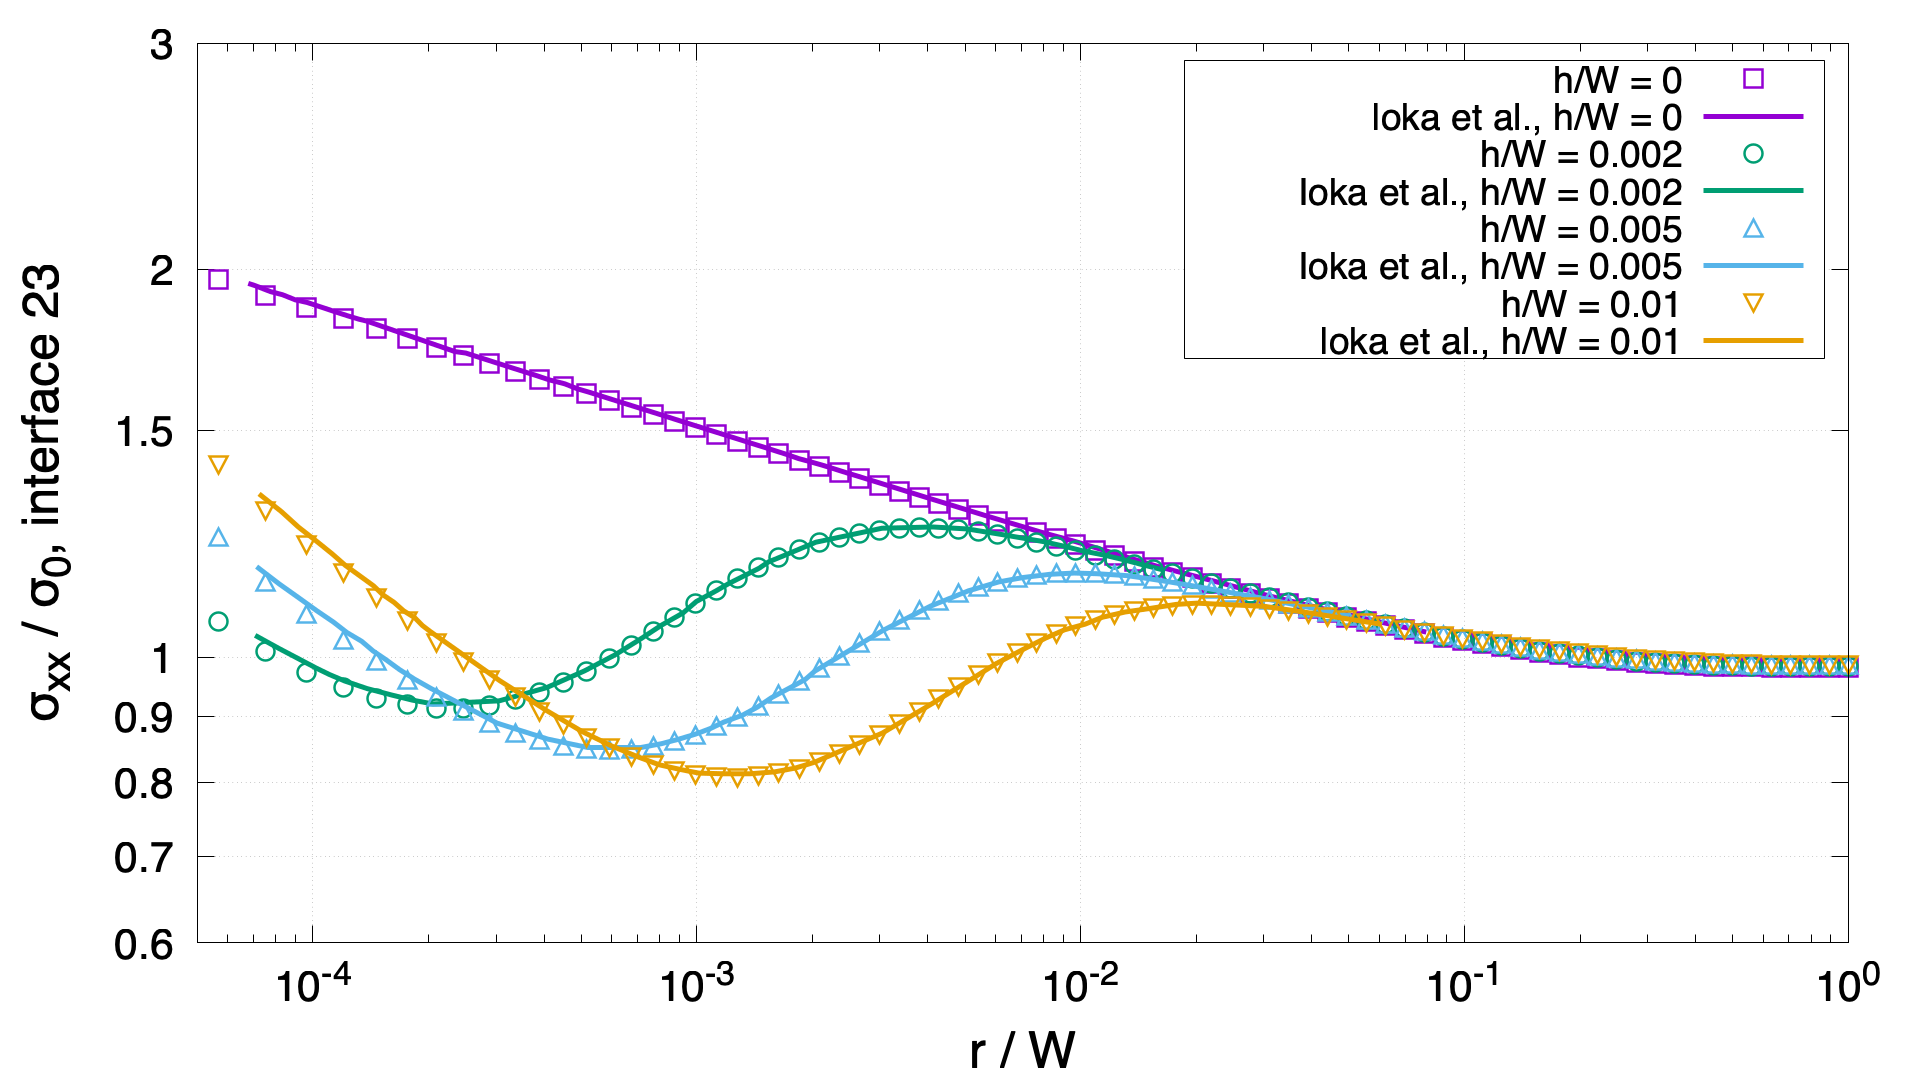 3
2
1.5
1
0.9
0.8
0.7
0.6
σxx / σ0, interface 23
h/W = 0
Ioka et al., h/W = 0
h/W = 0.002
Ioka et al., h/W = 0.002
h/W = 0.005
Ioka et al., h/W = 0.005
h/W = 0.01
Ioka et al., h/W = 0.01
10-4 10-3 10-2 10-1 100
r / W